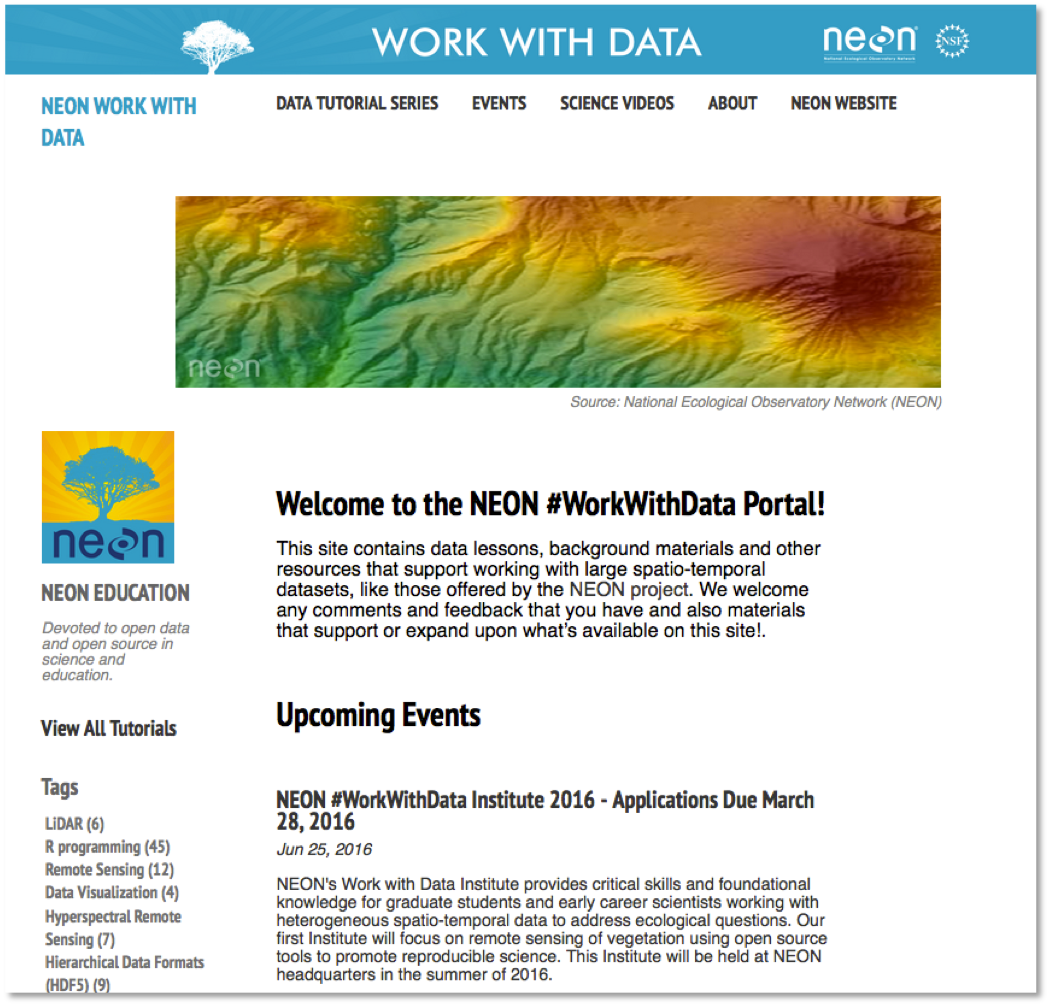 WORK WITH DATA
neon
National Ecological Observatory Network
NSF
NEON WORK WITH
DATA
DATA TUTORIAL SERIES EVENTS SCIENCE VIDEOS ABOUT NEON WEBSITE
neon
Source: National Ecological Observatory Network (NEON)
neon
NEON EDUCATION
Devoted to open data
and open source in
science and
education.
View All Tutorials
Tags
LiDAR (6)
R programming (45)
Remote Sensing (12)
Data Visualization (4)
Hyperspectral Remote
Sensing (7)
Hierarchical Data Formats
(HDF5) (9)
Welcome to the NEON #WorkWithData Portal!
This site contains data lessons, background materials and other
resources that support working with large spatio-temporal
datasets, like those offered by the NEON project. We welcome
any comments and feedback that you have and also materials
that support or expand upon what's available on this site!.
Upcoming Events
NEON #WorkWithData Institute 2016 - Applications Due March
28, 2016
Jun 25, 2016
NEON's Work with Data Institute provides critical skills and foundational
knowledge for graduate students and early career scientists working with
heterogeneous spatio-temporal data to address ecological questions. Our
first Institute will focus on remote sensing of vegetation using open source
tools to promote reproducible science. This Institute will be held at NEON
headquarters in the summer of 2016.